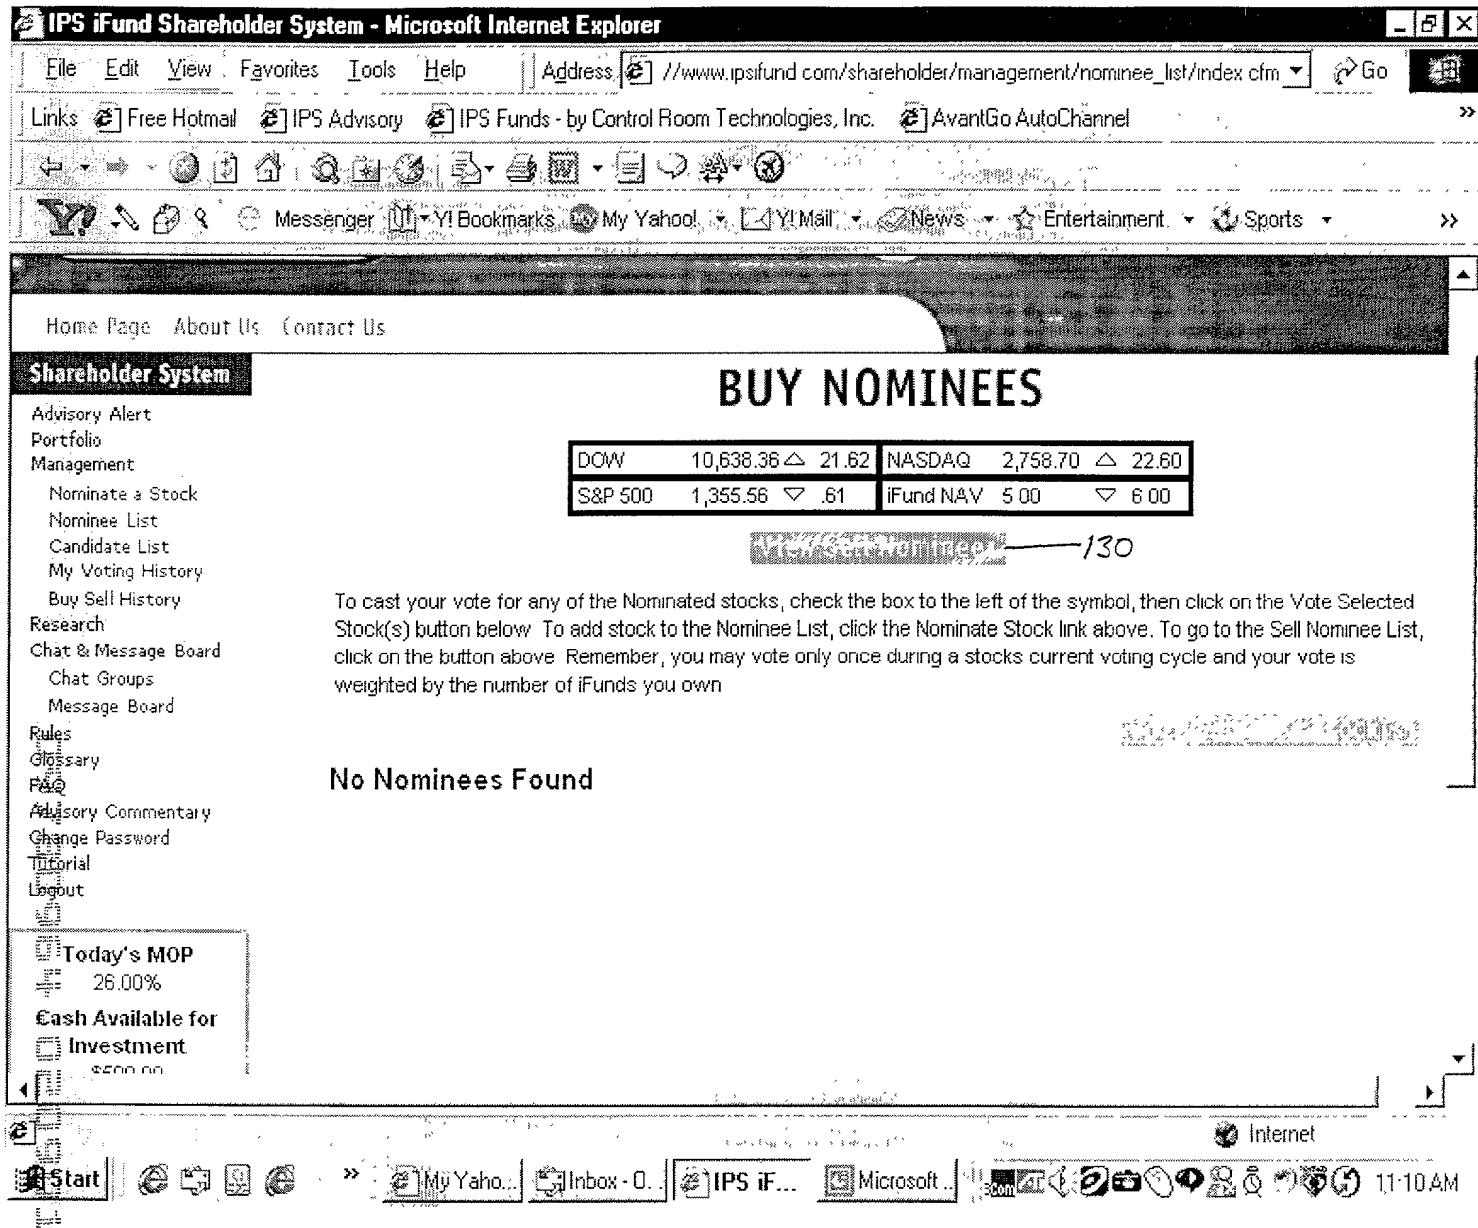 IPS iFund Shareholder System - Microsoft Internet Explorer
File Edit View Favorites Tools Help Address //www.ipsifund com/shareholder/management/nominee_list/index cfm Go
Links Free Hotmail IPS Advisory IPS Funds - by Control Room Technologies, Inc. AvantGo AutoChannel »
Y! Messenger Y! Bookmarks My Yahoo! Y! Mail News Entertainment Sports »
Home Page About Us Contact Us
Shareholder System
Advisory Alert
Portfolio
Management
Nominate a Stock
Nominee List
Candidate List
My Voting History
Buy Sell History
Research
Chat & Message Board
Chat Groups
Message Board
Rules
Glossary
FAQ
Advisory Commentary
Change Password
Tutorial
Logout
Today's MOP
26.00%
Cash Available for
Investment
$500.00
BUY NOMINEES
DOW 10,638.36 △ 21.62 NASDAQ 2,758.70 △ 22.60
S&P 500 1,355.56 ▽ .61 iFund NAV 5 00 ▽ 6 00
View Sell Nominees 130
To cast your vote for any of the Nominated stocks, check the box to the left of the symbol, then click on the Vote Selected
Stock(s) button below To add stock to the Nominee List, click the Nominate Stock link above. To go to the Sell Nominee List,
click on the button above Remember, you may vote only once during a stocks current voting cycle and your vote is
weighted by the number of iFunds you own
No Nominees Found
Internet
Start » My Yaho... Inbox - O... IPS iF... Microsoft ... 3com 11:10 AM